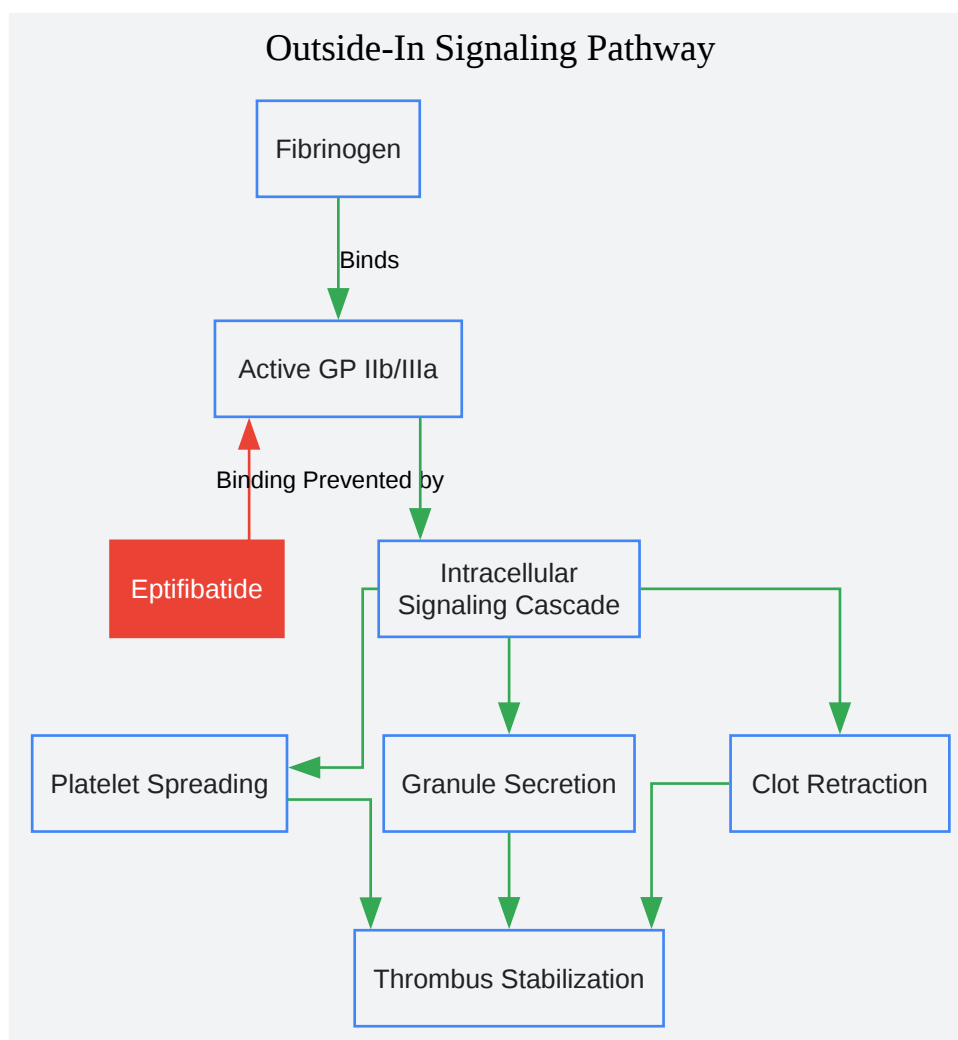 Outside-In Signaling Pathway
Fibrinogen
Binds
Active GP IIb/IIIa
Binding Prevented by
Eptifibatide
Intracellular
Signaling Cascade
Platelet Spreading
Granule Secretion
Clot Retraction
Thrombus Stabilization